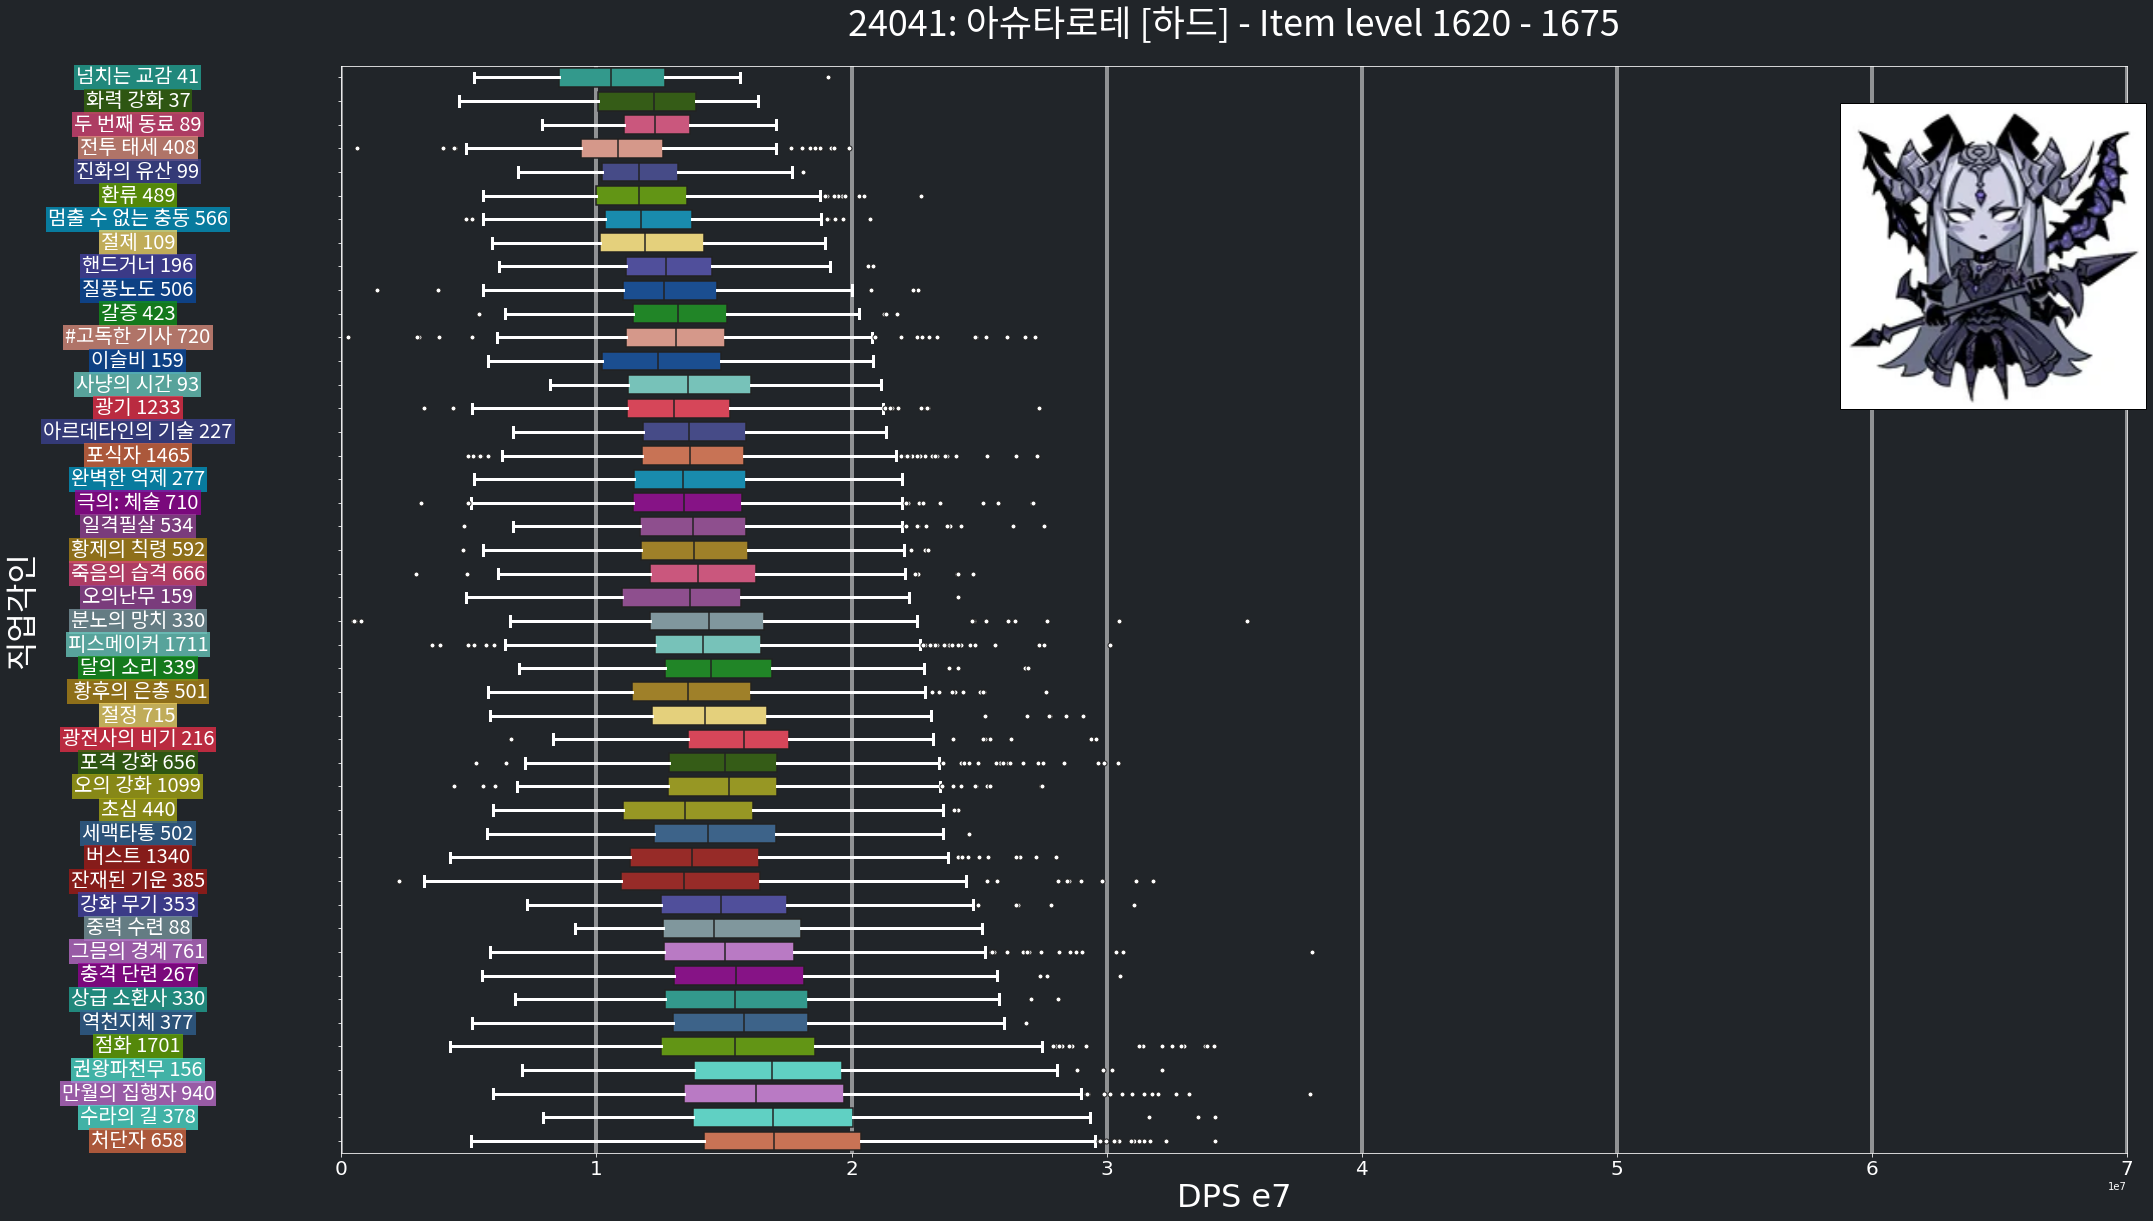 24041: 아슈타로테 [하드] - Item level 1620 - 1675
넘치는 교감 41
화력 강화 37
두 번째 동료 89
전투 태세 408
진화의 유산 99
환류 489
멈출 수 없는 충동 566
절제 109
핸드거너 196
질풍노도 506
갈증 423
#고독한 기사 720
이슬비 159
사냥의 시간 93
광기 1233
아르데타인의 기술 227
포식자 1465
완벽한 억제 277
극의: 체술 710
일격필살 534
황제의 칙령 592
죽음의 습격 666
오의난무 159
분노의 망치 330
피스메이커 1711
달의 소리 339
황후의 은총 501
절정 715
광전사의 비기 216
포격 강화 656
오의 강화 1099
초심 440
세맥타통 502
버스트 1340
잔재된 기운 385
강화 무기 353
중력 수련 88
그믐의 경계 761
충격 단련 267
상급 소환사 330
역천지체 377
점화 1701
권왕파천무 156
만월의 집행자 940
수라의 길 378
처단자 658
직업각인
0 1 2 3 4 5 6 7
1e7
DPS e7